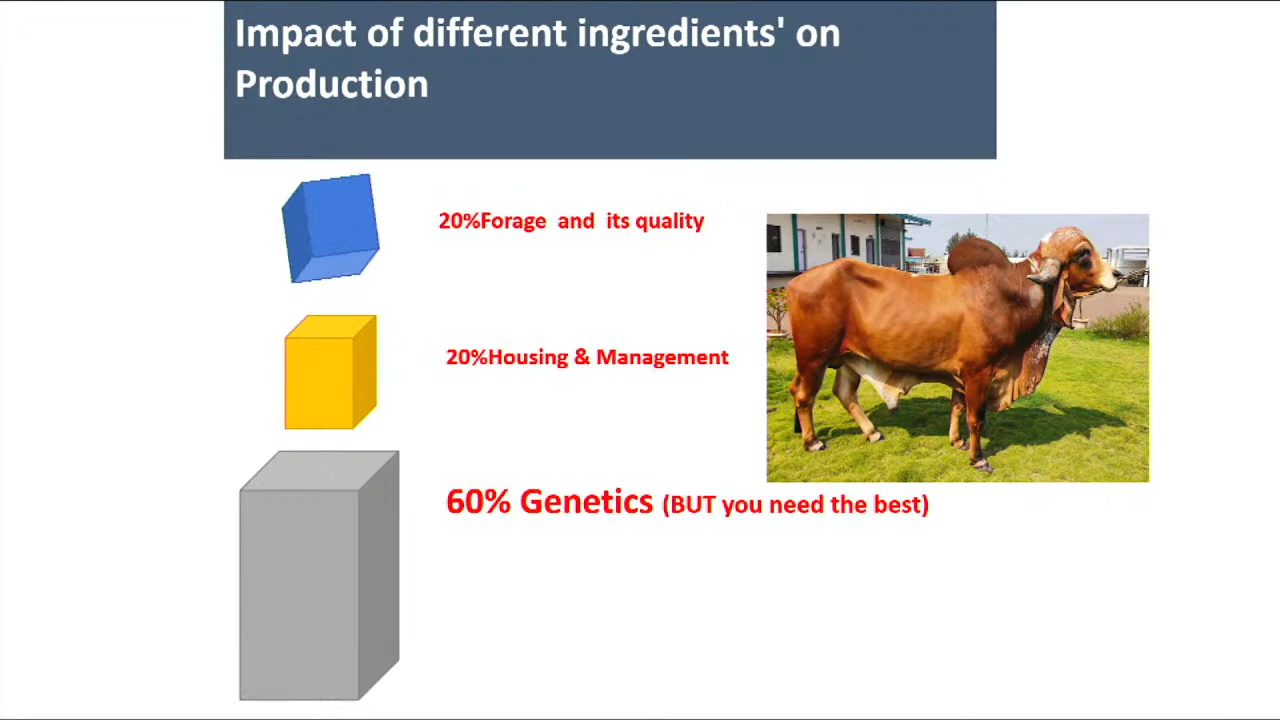 Impact of different ingredients' on
Production
20%Forage and its quality
20%Housing & Management
60% Genetics (BUT you need the best)